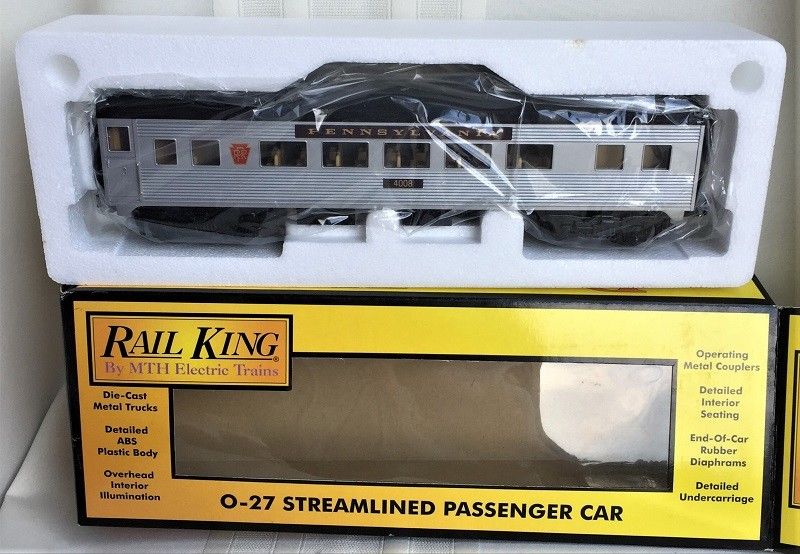 PENNSYLVANIA
4008
RAIL KING®
By MTH Electric Trains
Die-Cast
Metal Trucks
Detailed
ABS
Plastic Body
Overhead
Interior
Illumination
Operating
Metal Couplers
Detailed
Interior
Seating
End-Of-Car
Rubber
Diaphrams
Detailed
Undercarriage
O-27 STREAMLINED PASSENGER CAR